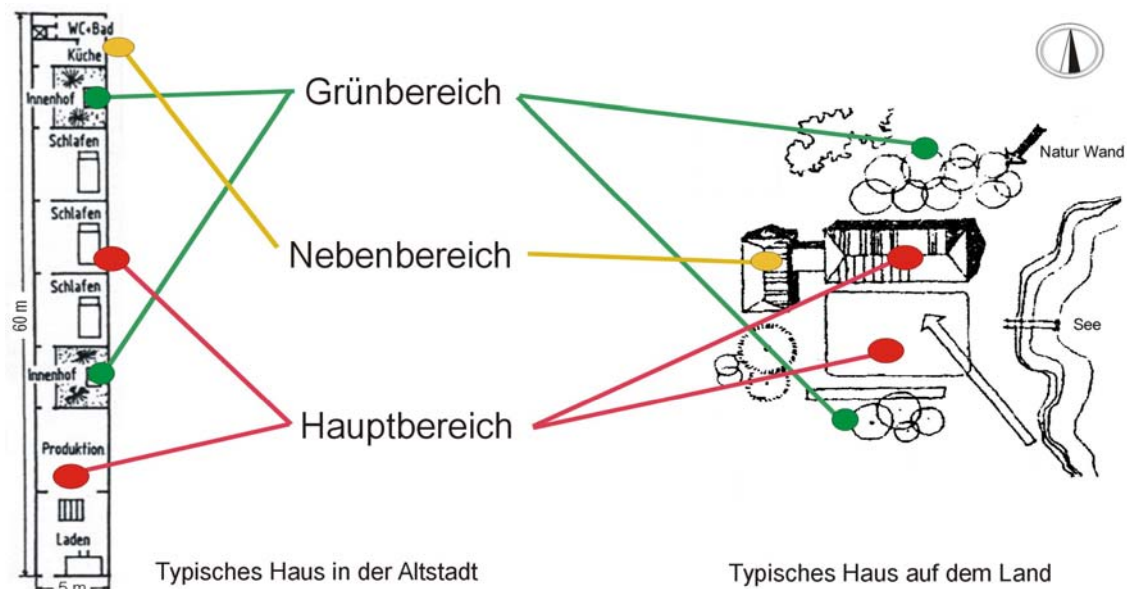 WC+Bad
Küche
Innenhof
Schlafen
Schlafen
Schlafen
60 m
Innenhof
Produktion
Laden
5 m
Grünbereich
Nebenbereich
Hauptbereich
Natur Wand
See
Typisches Haus in der Altstadt
Typisches Haus auf dem Land